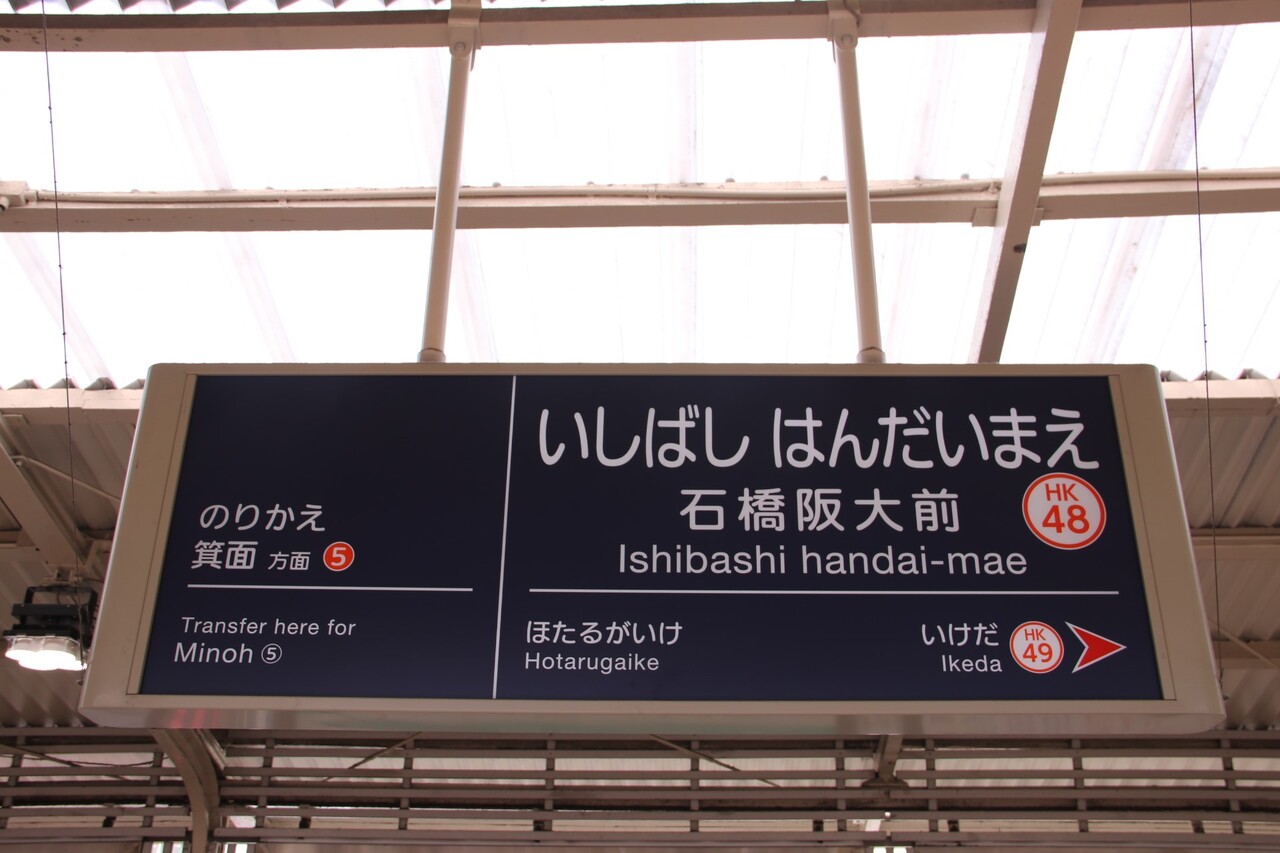 のりかえ
箕面 方面 5
Transfer here for
Minoh ⑤
いしばし はんだいまえ
石橋阪大前
HK
48
Ishibashi handai-mae
ほたるがいけ
Hotarugaike
いけだ
Ikeda
HK
49